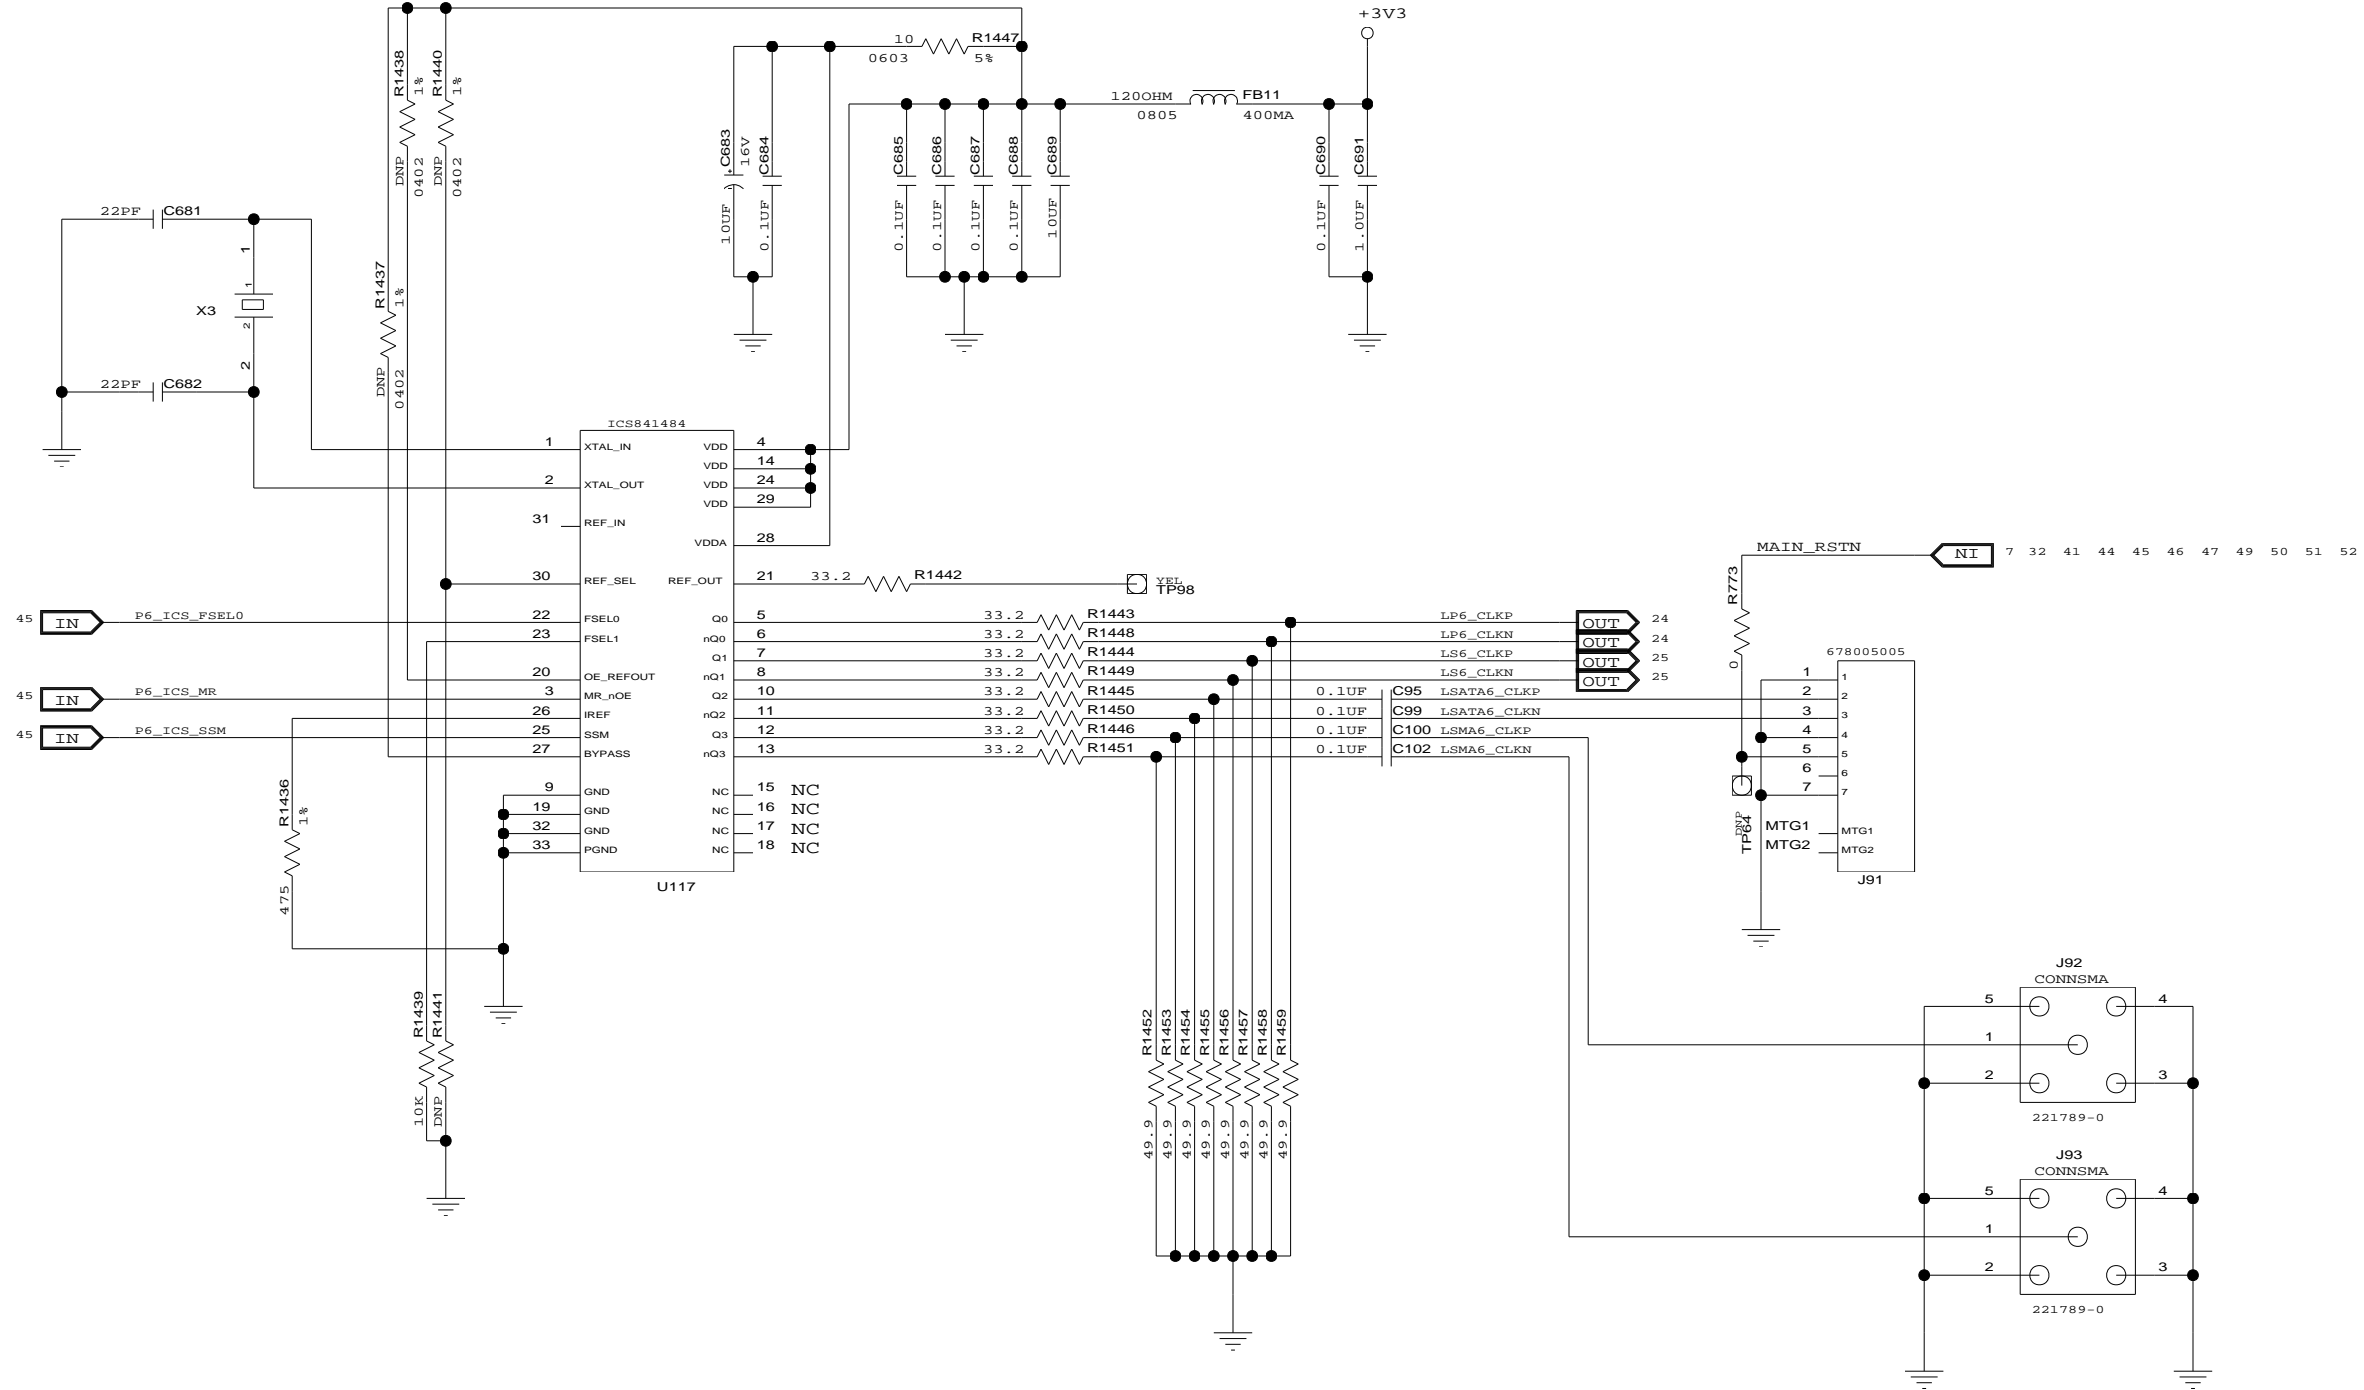 +3V3
R1438
1%
R1440
1%
DNP
0402
DNP
0402
10
R1447
0603
5%
120OHM
FB11
0805
400MA
C683
16V
C684
10UF
0.1UF
C685
C686
C687
C688
C689
0.1UF
0.1UF
0.1UF
0.1UF
10UF
C690
C691
0.1UF
1.0UF
22PF
C681
1
1
X3
2
2
22PF
C682
R1437
1%
DNP
0402
ICS841484
1 XTAL_IN VDD 4
VDD 14
2 XTAL_OUT VDD 24
VDD 29
31 REF_IN
VDDA 28
30 REF_SEL REF_OUT 21 33.2 R1442 YEL
TP98
45 IN P6_ICS_FSEL0 22 FSEL0 Q0 5 33.2 R1443 LP6_CLKP OUT 24
23 FSEL1 nQ0 6 33.2 R1448 LP6_CLKN OUT 24
Q1 7 33.2 R1444 LS6_CLKP OUT 25
20 OE_REFOUT nQ1 8 33.2 R1449 LS6_CLKN OUT 25
45 IN P6_ICS_MR 3 MR_nOE Q2 10 33.2 R1445 0.1UF C95 LSATA6_CLKP
26 IREF nQ2 11 33.2 R1450 0.1UF C99 LSATA6_CLKN
45 IN P6_ICS_SSM 25 SSM Q3 12 33.2 R1446 0.1UF C100 LSMA6_CLKP
27 BYPASS nQ3 13 33.2 R1451 0.1UF C102 LSMA6_CLKN
9 GND NC 15 NC
19 GND NC 16 NC
32 GND NC 17 NC
33 PGND NC 18 NC
U117
R1436
1%
475
R1439
R1441
10K
DNP
MAIN_RSTN IN 7 32 41 44 45 46 47 49 50 51 52
R773
0
678005005
1 1
2 2
3 3
4 4
5 5
6 6
7 7
DNP
TP64
MTG1 MTG1
MTG2 MTG2
J91
R1452
R1453
R1454
R1455
R1456
R1457
R1458
R1459
49.9
49.9
49.9
49.9
49.9
49.9
49.9
49.9
J92
CONNSMA
5 4
1
2 3
221789-0
J93
CONNSMA
5 4
1
2 3
221789-0